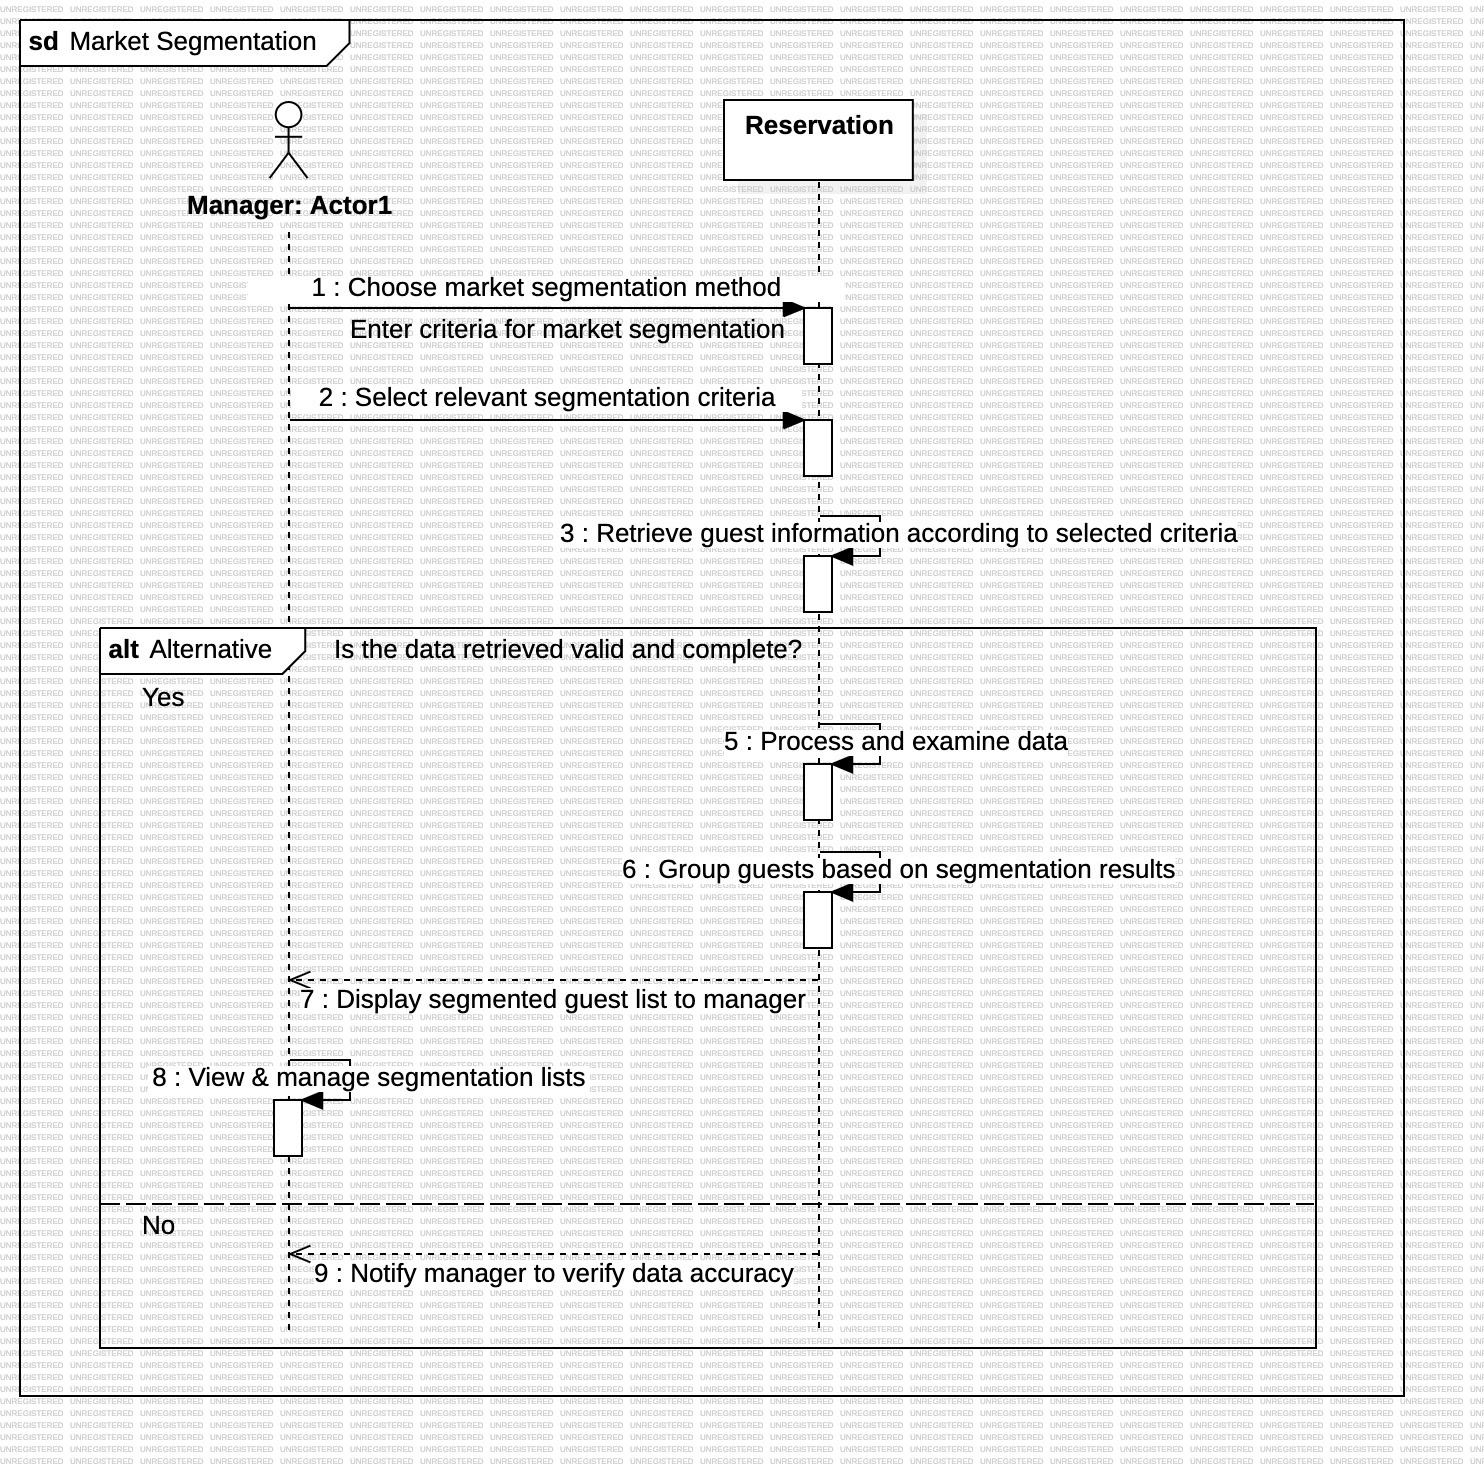 sd Market Segmentation
Reservation
Manager: Actor1
1 : Choose market segmentation method
Enter criteria for market segmentation
2 : Select relevant segmentation criteria
3 : Retrieve guest information according to selected criteria
alt Alternative
Is the data retrieved valid and complete?
Yes
5 : Process and examine data
6 : Group guests based on segmentation results
7 : Display segmented guest list to manager
8 : View & manage segmentation lists
No
9 : Notify manager to verify data accuracy
UNREGISTERED